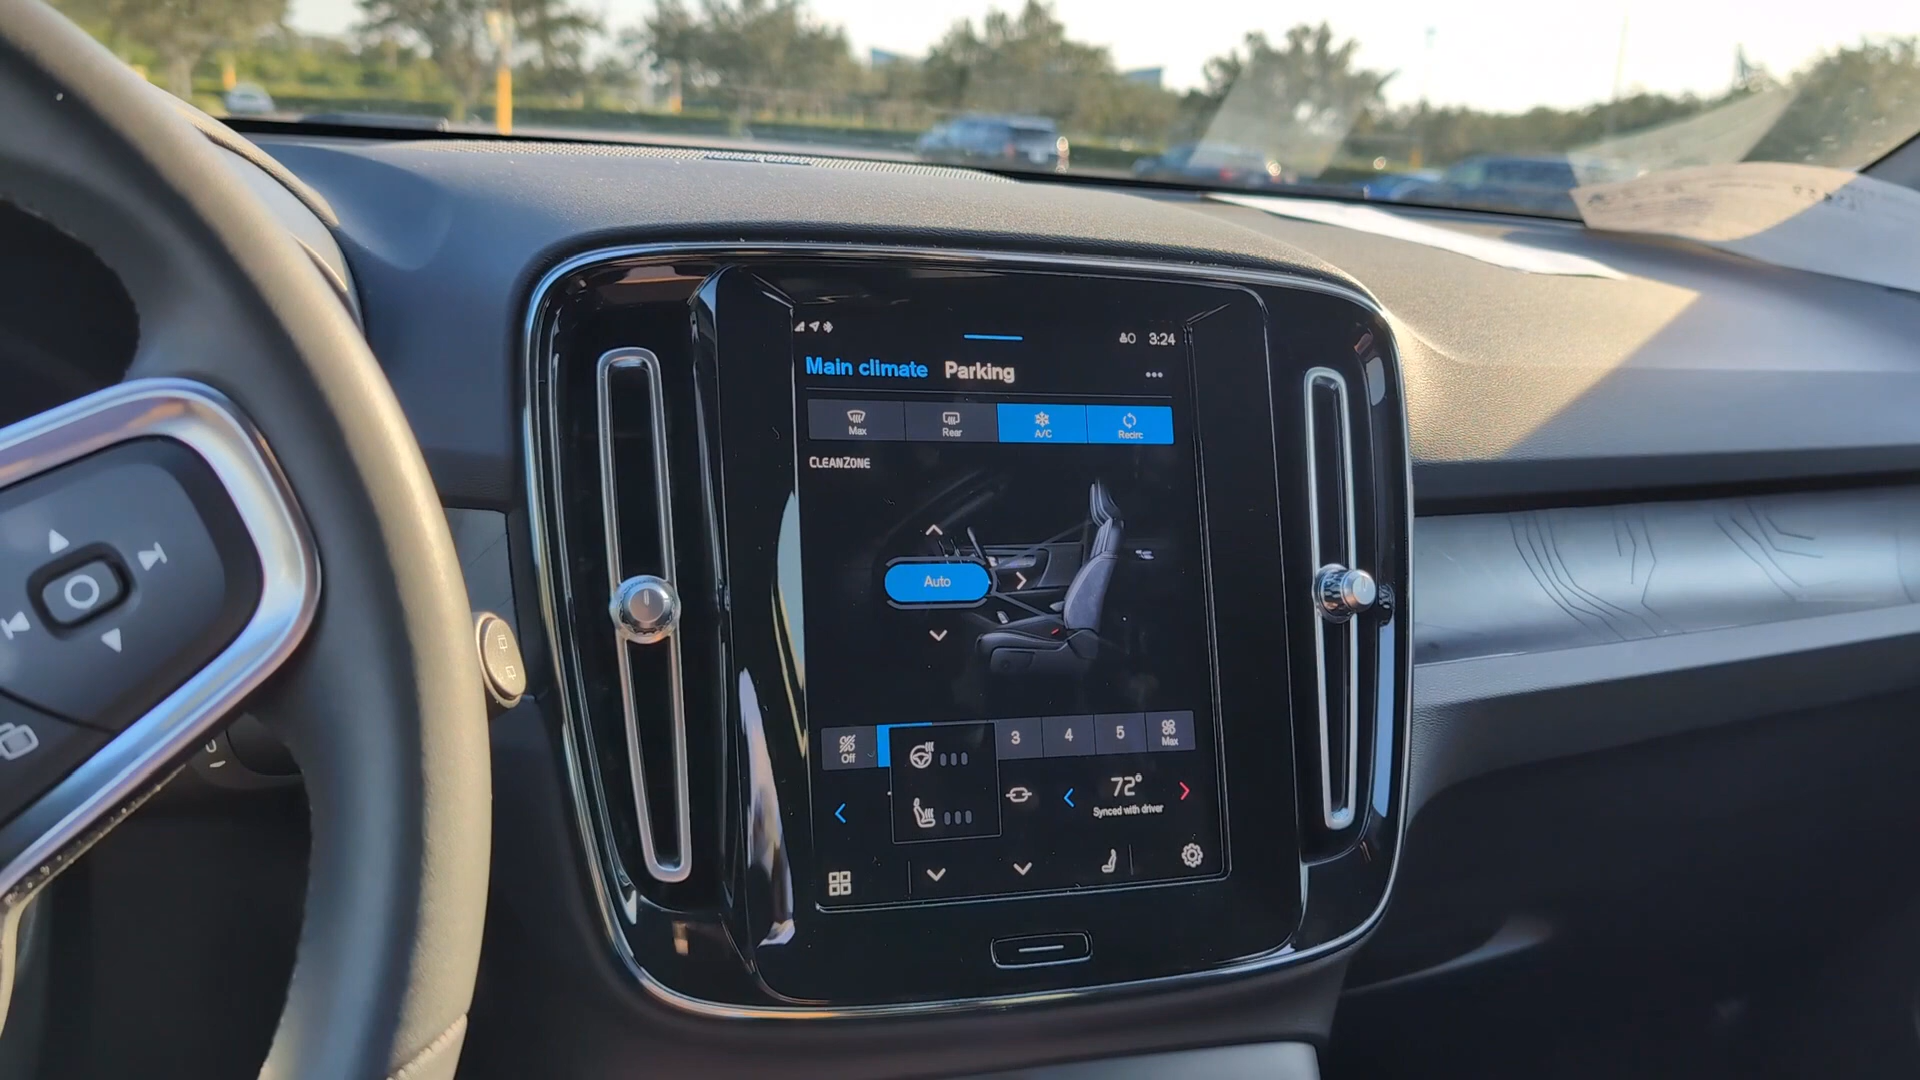 3:24
Main climate Parking
Max Rear A/C Recirc
CLEANZONE
Auto
Off 3 4 5 Max
72°
Synced with driver